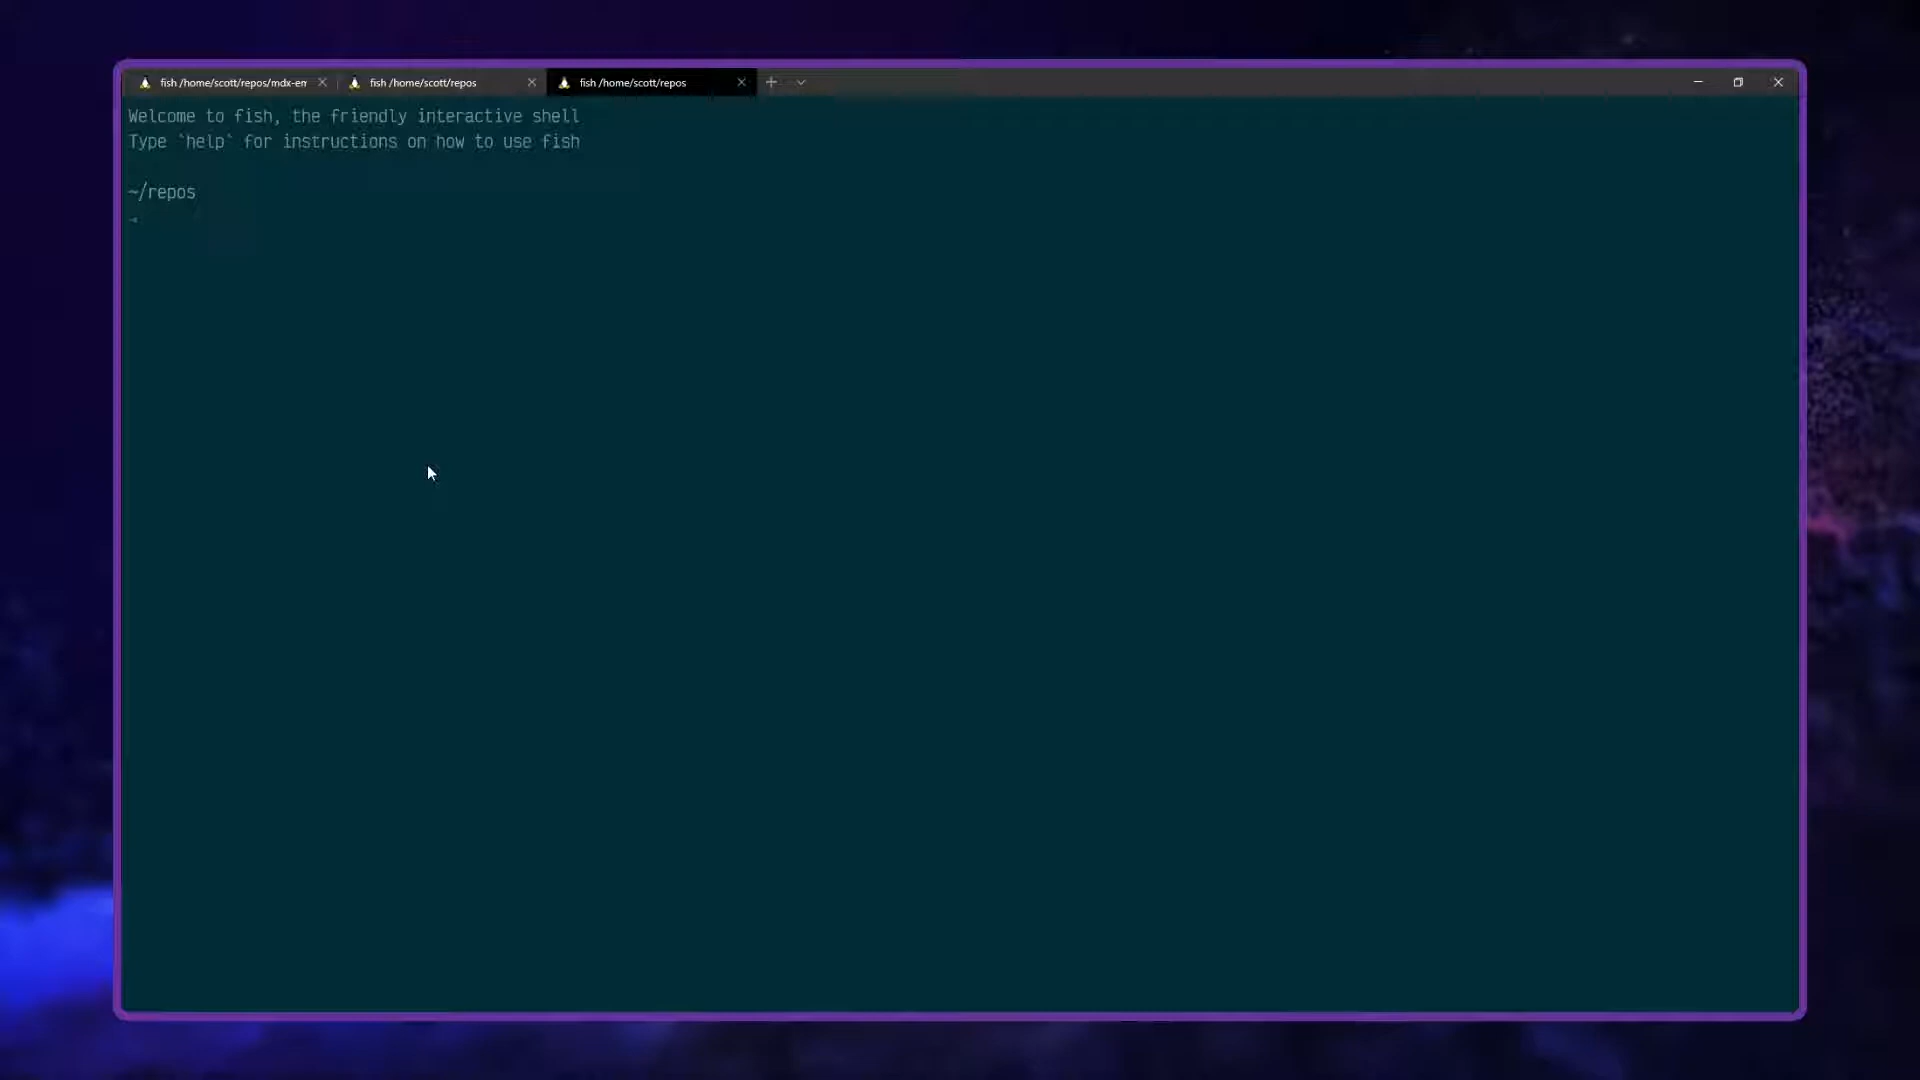 fish /home/scott/repos/mdx-en
fish /home/scott/repos
fish /home/scott/repos
Welcome to fish, the friendly interactive shell
Type `help` for instructions on how to use fish
~/repos